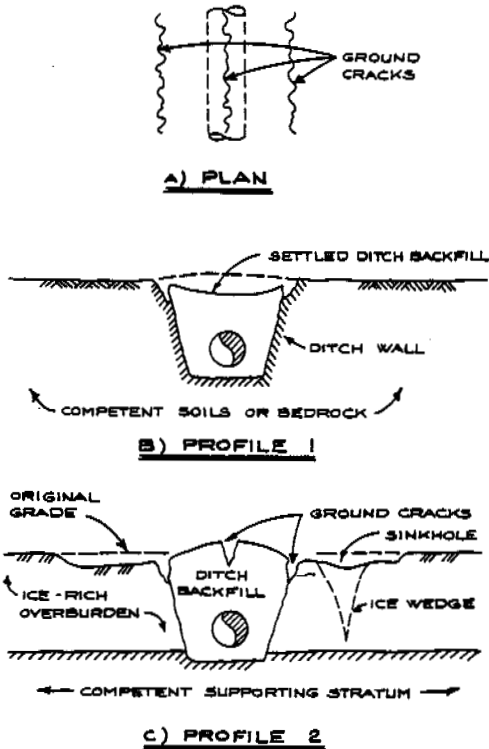 GROUND
CRACKS
A) PLAN
SETTLED DITCH BACKFILL
DITCH WALL
COMPETENT SOILS OR BEDROCK
B) PROFILE 1
ORIGINAL
GRADE
GROUND CRACKS
SINKHOLE
DITCH
BACKFILL
ICE-RICH
OVERBURDEN
ICE WEDGE
COMPETENT SUPPORTING STRATUM
C) PROFILE 2